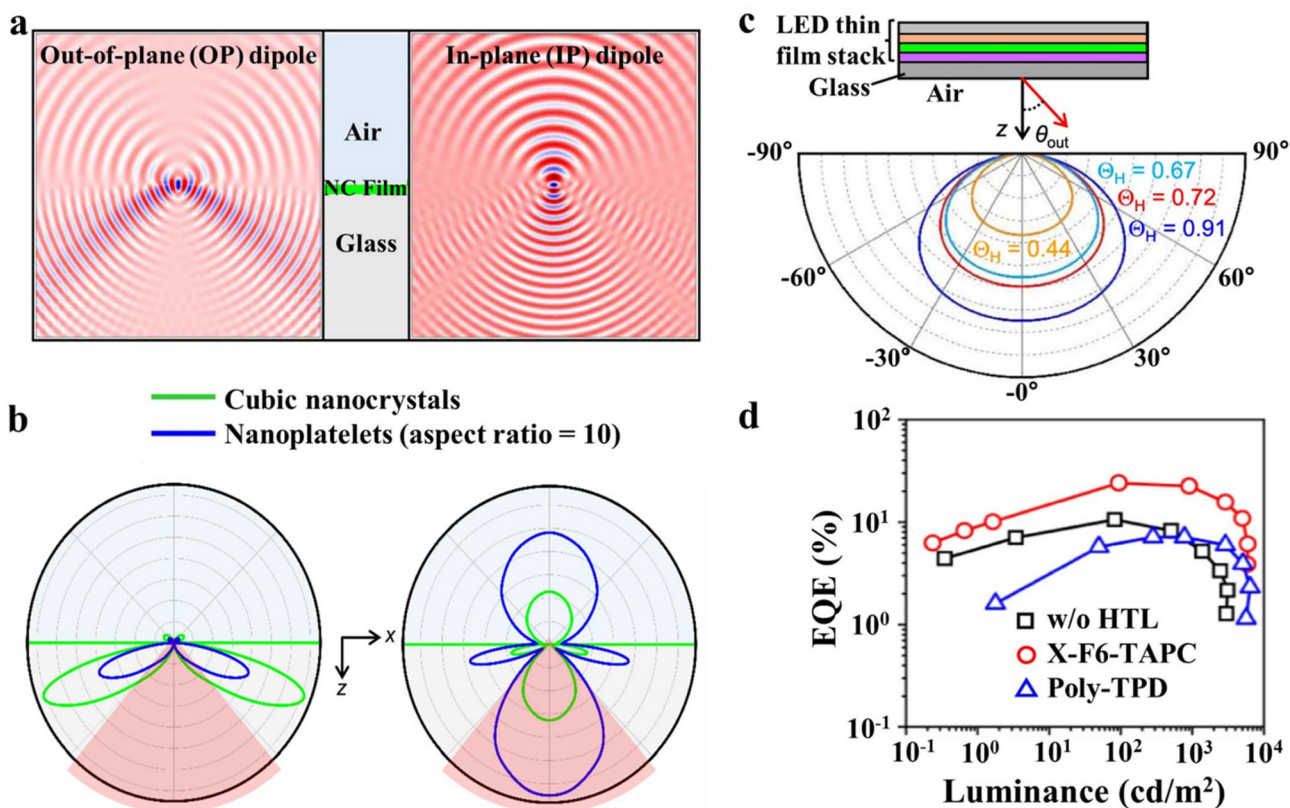 a
Out-of-plane (OP) dipole
Air
NC Film
Glass
In-plane (IP) dipole
Cubic nanocrystals
Nanoplatelets (aspect ratio = 10)
b
x
z
c
LED thin
film stack
Glass
Air
z
θout
-90°
90°
ΘH = 0.67
ΘH = 0.72
ΘH = 0.91
ΘH = 0.44
-60°
60°
-30°
30°
-0°
d
EQE (%)
10²
10¹
10⁰
10⁻¹
w/o HTL
X-F6-TAPC
Poly-TPD
10⁻¹ 10⁰ 10¹ 10² 10³ 10⁴
Luminance (cd/m²)